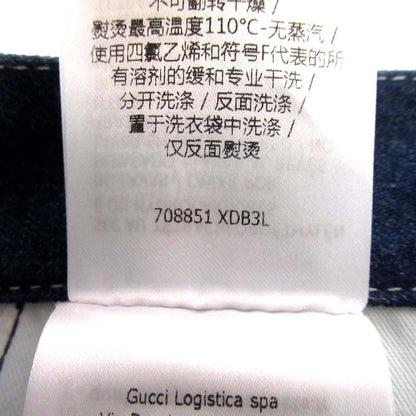 不可翻转干燥 /
熨烫最高温度110°C-无蒸汽 /
使用四氯乙烯和符号F代表的所
有溶剂的缓和专业干洗 /
分开洗涤 / 反面洗涤 /
置于洗衣袋中洗涤 /
仅反面熨烫
708851 XDB3L
Gucci Logistica spa